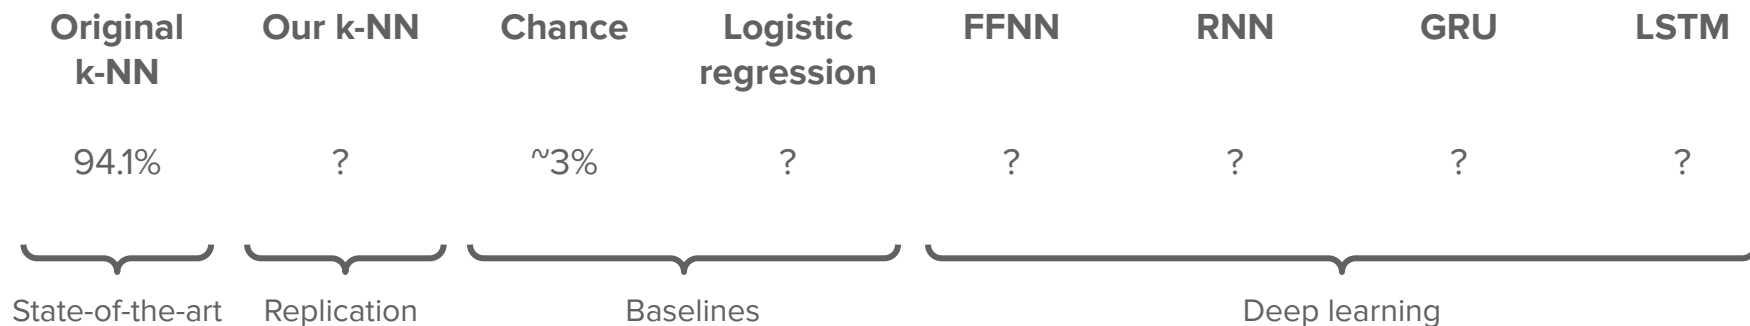 Original k-NN Our k-NN Chance Logistic regression FFNN RNN GRU LSTM
94.1% ? ~3% ? ? ? ? ?
State-of-the-art Replication Baselines Deep learning